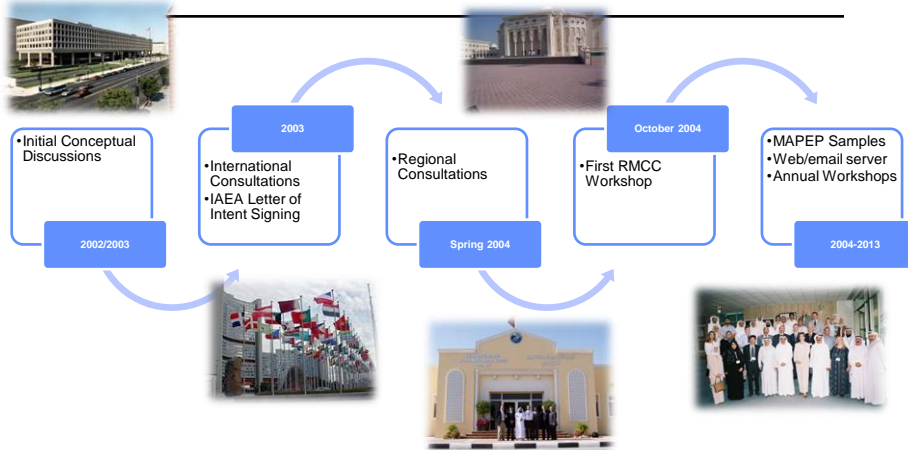 •Initial Conceptual
Discussions
2002/2003
2003
•International
Consultations
•IAEA Letter of
Intent Signing
•Regional
Consultations
Spring 2004
October 2004
•First RMCC
Workshop
•MAPEP Samples
•Web/email server
•Annual Workshops
2004-2013